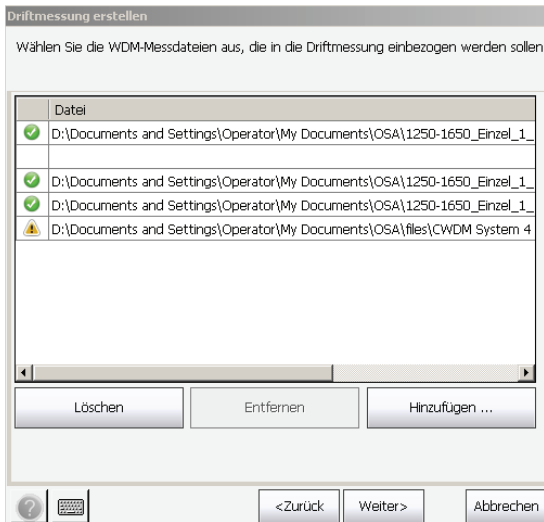 Driftmessung erstellen
Wählen Sie die WDM-Messdateien aus, die in die Driftmessung einbezogen werden sollen
Datei
D:\Documents and Settings\Operator\My Documents\OSA\1250-1650_Einzel_1_
D:\Documents and Settings\Operator\My Documents\OSA\1250-1650_Einzel_1_
D:\Documents and Settings\Operator\My Documents\OSA\1250-1650_Einzel_1_
D:\Documents and Settings\Operator\My Documents\OSA\files\CWDM System 4
Löschen Entfernen Hinzufügen ...
? <Zurück Weiter> Abbrechen